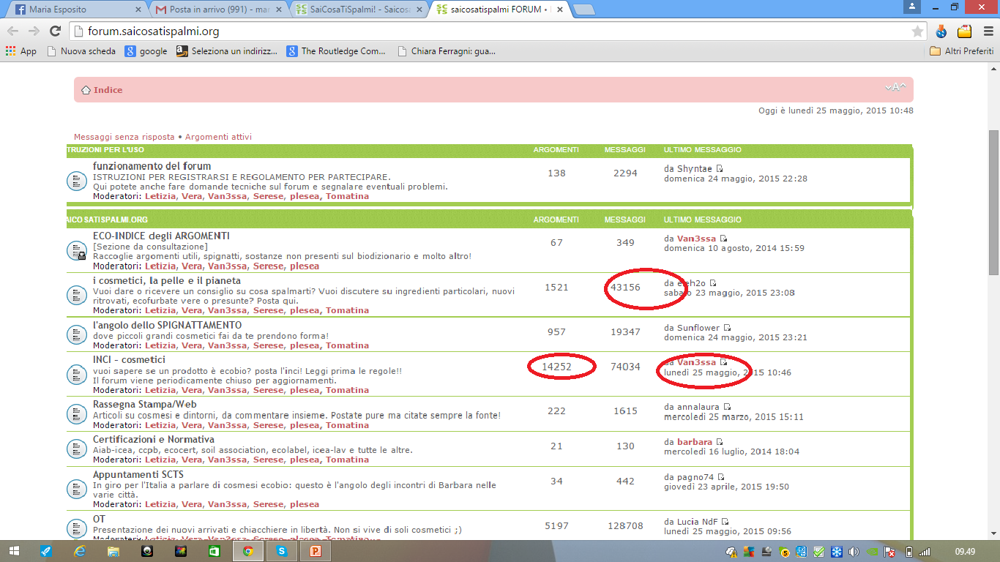 Maria Esposito
Posta in arrivo (991) - mar
SaiCosaTiSpalmi! - Saicosa
saicosatispalmi FORUM •
forum.saicosatispalmi.org
App Nuova scheda google Seleziona un indirizz... The Routledge Com... Chiara Ferragni: gua... Altri Preferiti
Indice
A
Oggi è lunedì 25 maggio, 2015 10:48
Messaggi senza risposta • Argomenti attivi
TRUZIONI PER L'USO ARGOMENTI MESSAGGI ULTIMO MESSAGGIO
funzionamento del forum
ISTRUZIONI PER REGISTRARSI E REGOLAMENTO PER PARTECIPARE.
Qui potete anche fare domande tecniche sul forum e segnalare eventuali problemi.
Moderatori: Letizia, Vera, Van3ssa, Serese, plesea, Tomatina
138 2294
da Shyntae
domenica 24 maggio, 2015 22:28
AICOSATISPALMI.ORG ARGOMENTI MESSAGGI ULTIMO MESSAGGIO
ECO-INDICE degli ARGOMENTI
[Sezione da consultazione]
Raccoglie argomenti utili, spignatti, sostanze non presenti sul biodizionario e molto altro!
Moderatori: Letizia, Vera, Van3ssa, Serese, plesea
67 349
da Van3ssa
domenica 10 agosto, 2014 15:59
i cosmetici, la pelle e il pianeta
Vuoi dare o ricevere un consiglio su cosa spalmarti? Vuoi discutere su ingredienti particolari, nuovi
ritrovati, ecofurbate vere o presunte? Posta qui.
Moderatori: Letizia, Vera, Van3ssa, Serese, plesea, Tomatina
1521 43156
da
sabato 23 maggio, 2015 23:08
l'angolo dello SPIGNATTAMENTO
dove piccoli grandi cosmetici fai da te prendono forma!
Moderatori: Letizia, Vera, Van3ssa, Serese, plesea, Tomatina
957 19347
da Sunflower
domenica 24 maggio, 2015 23:21
INCI - cosmetici
vuoi sapere se un prodotto è ecobio? posta l'inci! Leggi prima le regole!!
Il forum viene periodicamente chiuso per aggiornamenti.
Moderatori: Letizia, Vera, Van3ssa, Serese, plesea, Tomatina
14252 74034
da Van3ssa
lunedì 25 maggio, 2015 10:46
Rassegna Stampa/Web
Articoli su cosmesi e dintorni, da commentare insieme. Postate pure ma citate sempre la fonte!
Moderatori: Letizia, Vera, Van3ssa, Serese, plesea, Tomatina
222 1615
da annalaura
mercoledì 25 marzo, 2015 15:11
Certificazioni e Normativa
Aiab-icea, ccpb, ecocert, soil association, ecolabel, icea-lav e tutte le altre.
Moderatori: Letizia, Vera, Van3ssa, Serese, plesea, Tomatina
21 130
da barbara
mercoledì 16 luglio, 2014 18:04
Appuntamenti SCTS
In giro per l'Italia a parlare di cosmesi ecobio: questo è l'angolo degli incontri di Barbara nelle
varie città.
Moderatori: Letizia, Vera, Van3ssa, Serese, plesea
34 442
da pagno74
giovedì 23 aprile, 2015 19:50
OT
Presentazione dei nuovi arrivati e chiacchiere in libertà. Non si vive di soli cosmetici ;)
Moderatori: Letizia, Vera, Van3ssa, Serese, plesea, Tomatina
5197 128708
da Lucia NdF
lunedì 25 maggio, 2015 09:56
09.49